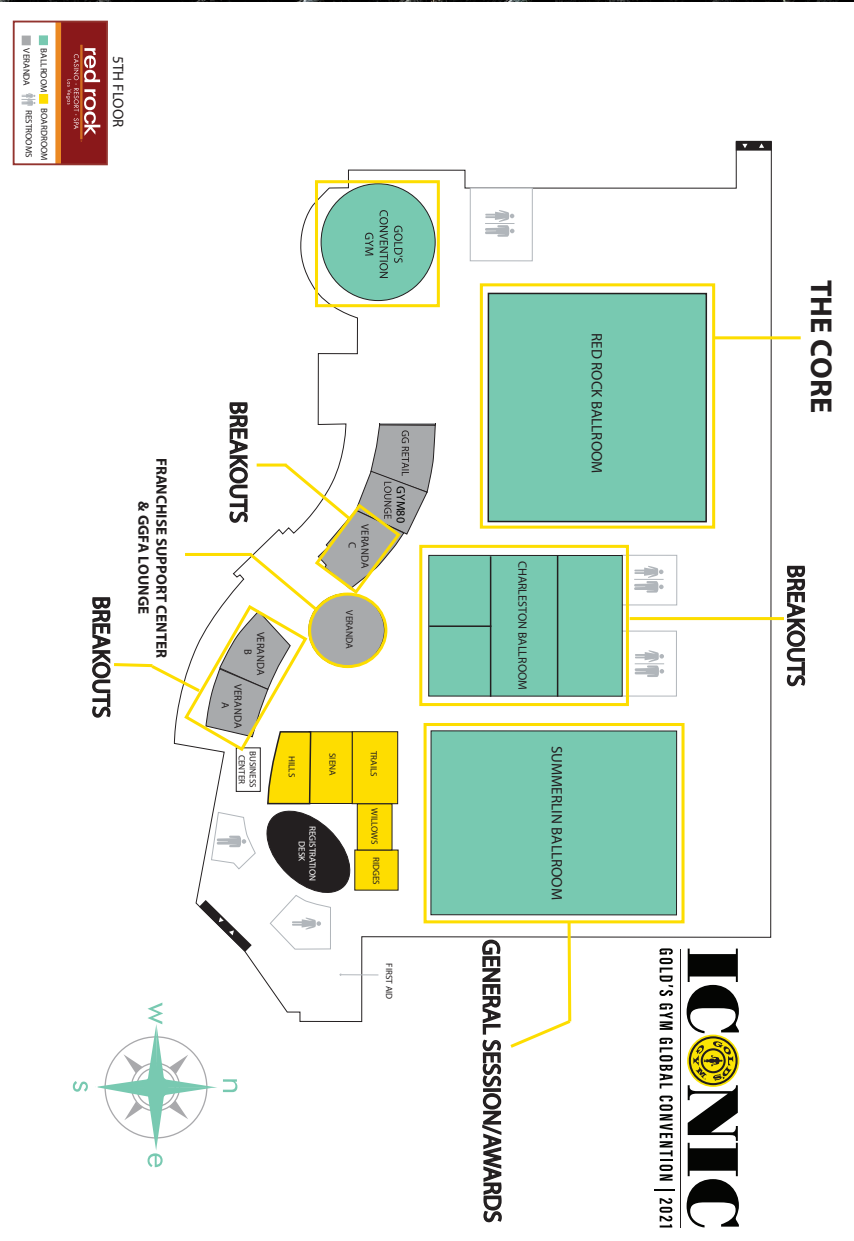 ICONIC
GOLD'S GYM
GOLD'S GYM GLOBAL CONVENTION | 2021
THE CORE
BREAKOUTS
GENERAL SESSION/AWARDS
RED ROCK BALLROOM
CHARLESTON BALLROOM
SUMMERLIN BALLROOM
GOLD'S
CONVENTION
GYM
GG RETAIL
GYM80
LOUNGE
VERANDA
C
VERANDA
VERANDA
B
VERANDA
A
TRAILS
SIENA
HILLS
WILLOWS
RIDGES
BUSINESS
CENTER
REGISTRATION
DESK
FIRST AID
BREAKOUTS
FRANCHISE SUPPORT CENTER
& GGFA LOUNGE
BREAKOUTS
5TH FLOOR
red rock
CASINO · RESORT · SPA
Las Vegas
BALLROOM BOARDROOM
VERANDA RESTROOMS
n
w
e
s